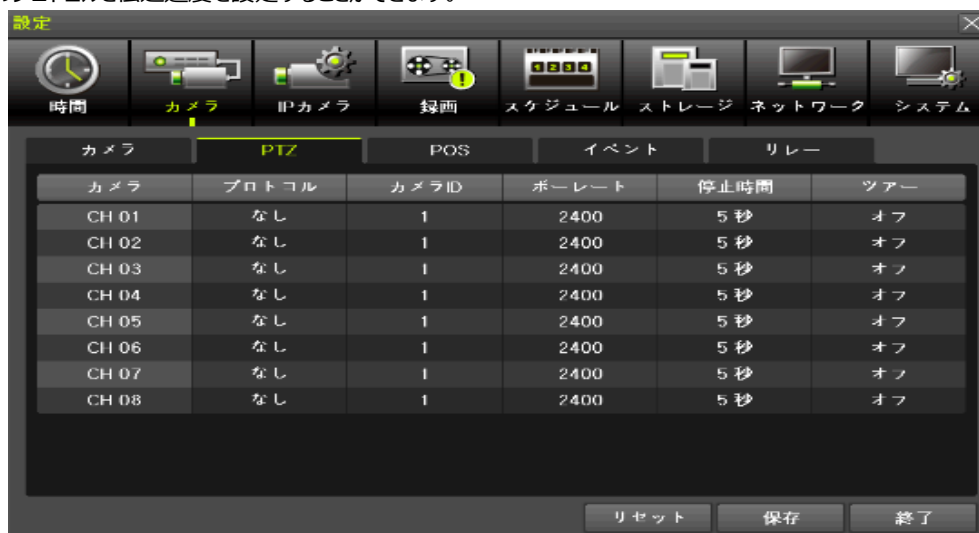 設定
時間 カメラ IPカメラ 録画 スケジュール ストレージ ネットワーク システム
カメラ PTZ POS イベント リレー
カメラ プロトコル カメラID ボーレート 停止時間 ツアー
CH 01 なし 1 2400 5 秒 オフ
CH 02 なし 1 2400 5 秒 オフ
CH 03 なし 1 2400 5 秒 オフ
CH 04 なし 1 2400 5 秒 オフ
CH 05 なし 1 2400 5 秒 オフ
CH 06 なし 1 2400 5 秒 オフ
CH 07 なし 1 2400 5 秒 オフ
CH 08 なし 1 2400 5 秒 オフ
リセット 保存 終了